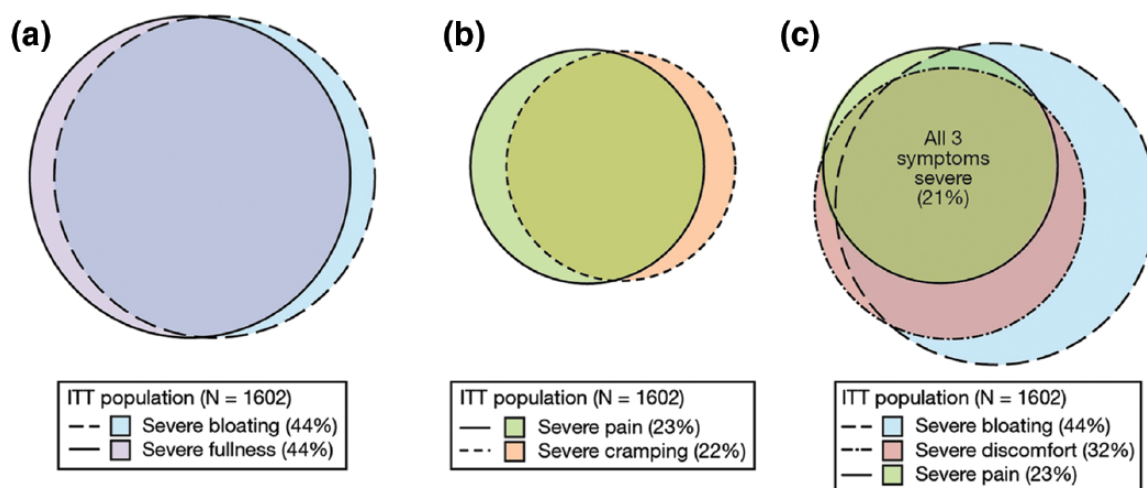 (a)
(b)
(c)
All 3
symptoms
severe
(21%)
ITT population (N = 1602)
Severe bloating (44%)
Severe fullness (44%)
ITT population (N = 1602)
Severe pain (23%)
Severe cramping (22%)
ITT population (N = 1602)
Severe bloating (44%)
Severe discomfort (32%)
Severe pain (23%)